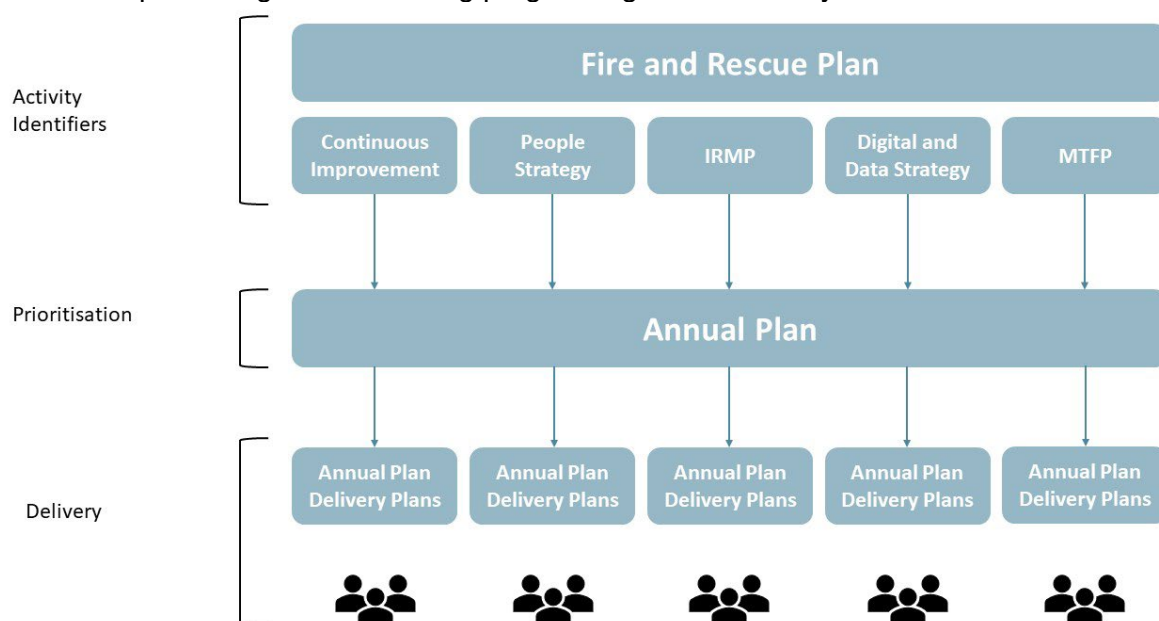 Fire and Rescue Plan
Activity
Identifiers
Continuous
Improvement
People
Strategy
IRMP
Digital and
Data Strategy
MTFP
Prioritisation
Annual Plan
Delivery
Annual Plan
Delivery Plans
Annual Plan
Delivery Plans
Annual Plan
Delivery Plans
Annual Plan
Delivery Plans
Annual Plan
Delivery Plans